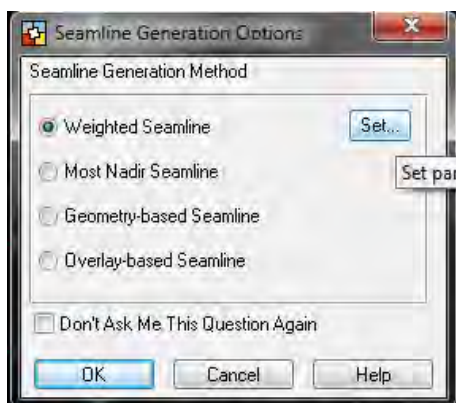 Seamline Generation Options
Seamline Generation Method
Weighted Seamline
Set...
Most Nadir Seamline
Set par
Geometry-based Seamline
Overlay-based Seamline
Don't Ask Me This Question Again
OK
Cancel
Help